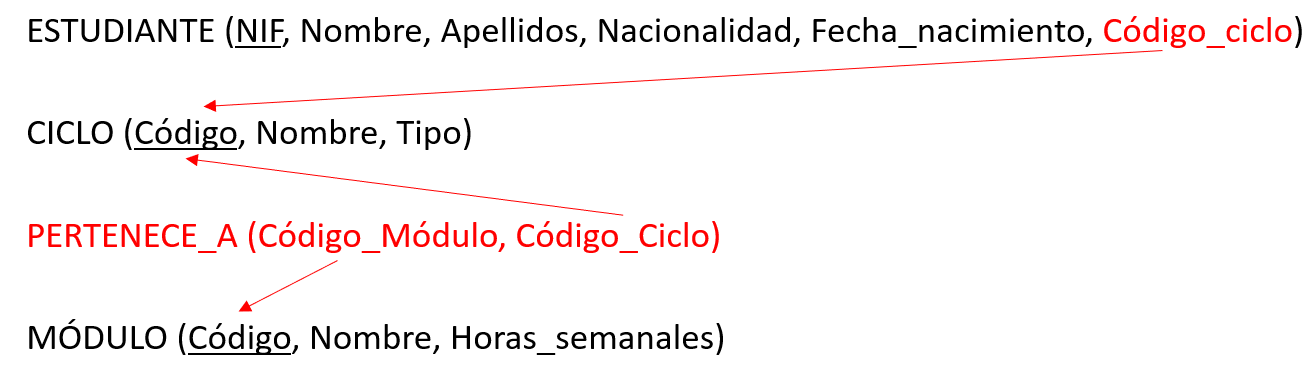 ESTUDIANTE (NIF, Nombre, Apellidos, Nacionalidad, Fecha_nacimiento, Código_ciclo)
CICLO (Código, Nombre, Tipo)
PERTENECE_A (Código_Módulo, Código_Ciclo)
MÓDULO (Código, Nombre, Horas_semanales)